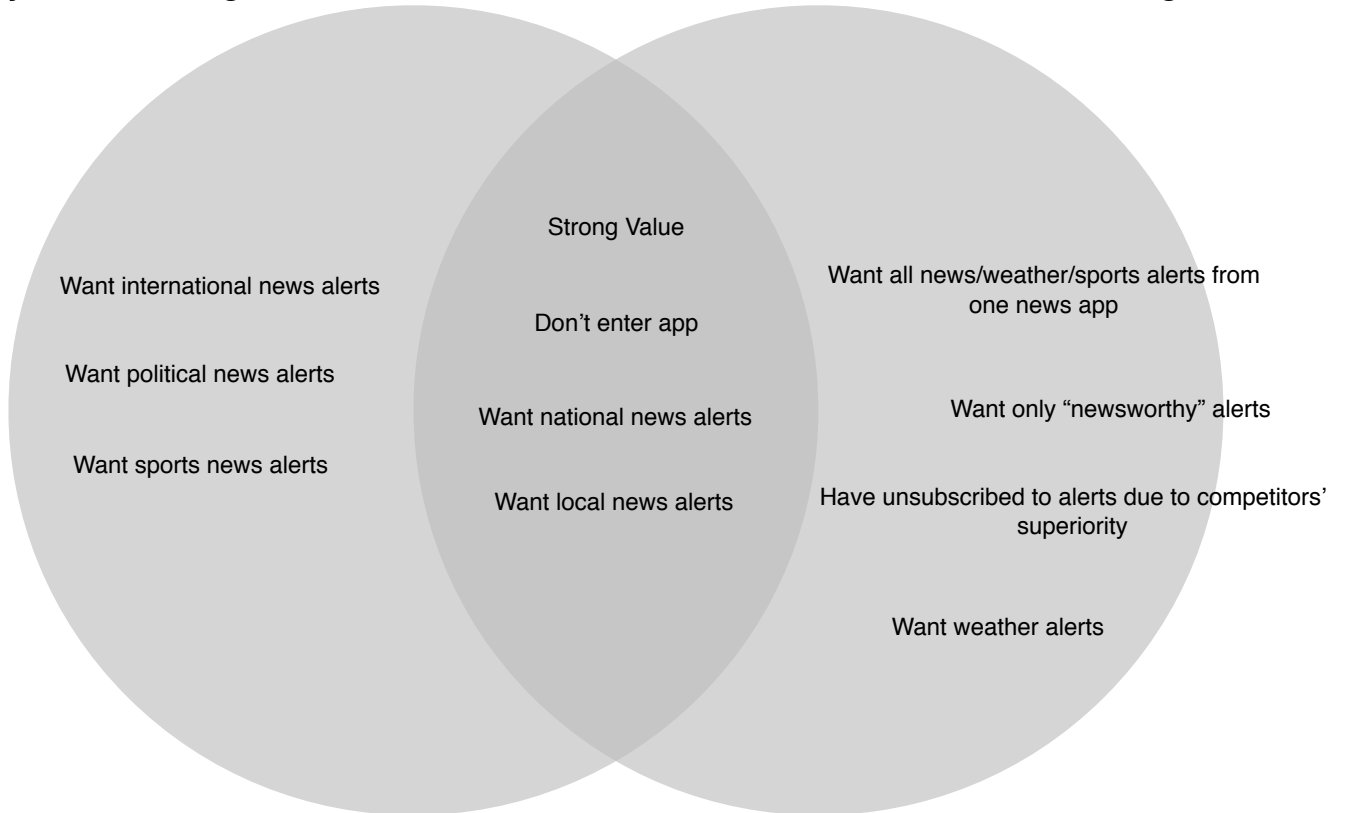 Strong Value
Want international news alerts
Want all news/weather/sports alerts from
one news app
Don’t enter app
Want political news alerts
Want national news alerts
Want only “newsworthy” alerts
Want sports news alerts
Want local news alerts
Have unsubscribed to alerts due to competitors’
superiority
Want weather alerts